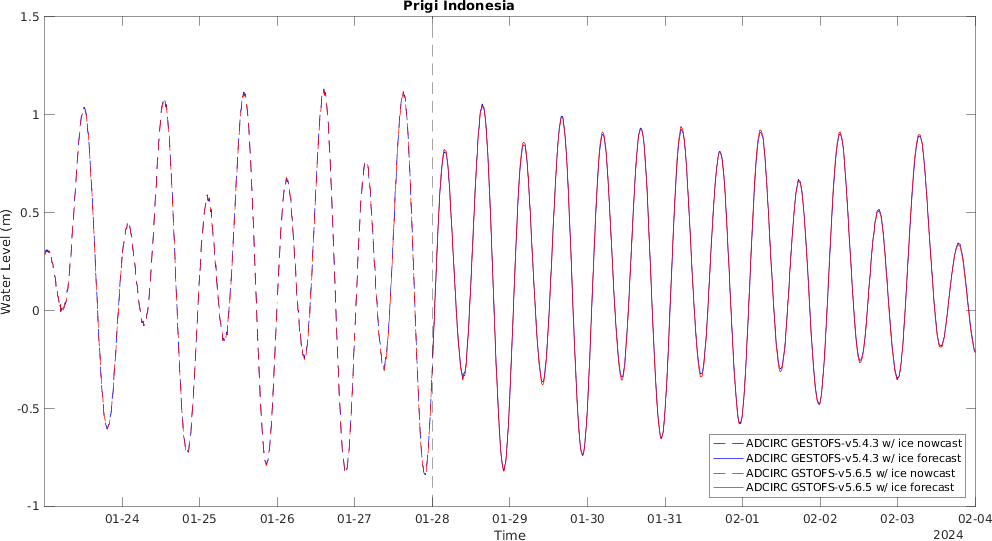 Prigi Indonesia
1.5
1
0.5
0
-0.5
-1
Water Level (m)
ADCIRC GESTOFS-v5.4.3 w/ ice nowcast
ADCIRC GESTOFS-v5.4.3 w/ ice forecast
ADCIRC GSTOFS-v5.6.5 w/ ice nowcast
ADCIRC GSTOFS-v5.6.5 w/ ice forecast
01-24 01-25 01-26 01-27 01-28 01-29 01-30 01-31 02-01 02-02 02-03 02-04
Time
2024